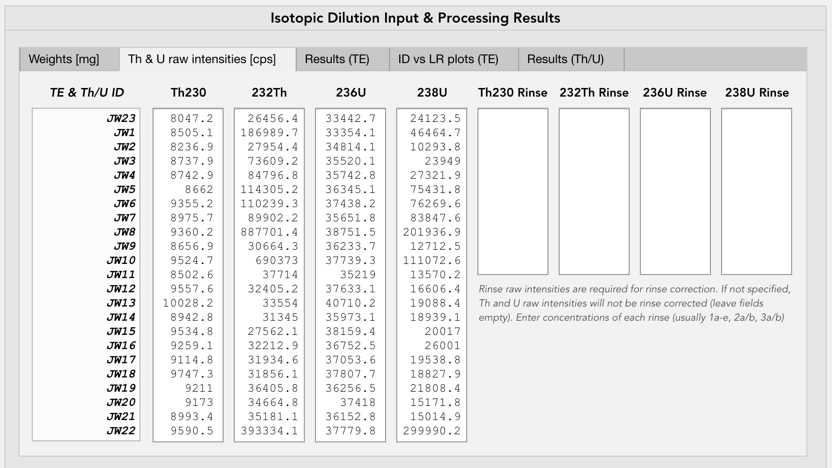 Isotopic Dilution Input & Processing Results
Weights [mg] Th & U raw intensities [cps] Results (TE) ID vs LR plots (TE) Results (Th/U)
TE & Th/U ID Th230 232Th 236U 238U Th230 Rinse 232Th Rinse 236U Rinse 238U Rinse
JW23 8047.2 26456.4 33442.7 24123.5
JW1 8505.1 186989.7 33354.1 46464.7
JW2 8236.9 27954.4 34814.1 10293.8
JW3 8737.9 73609.2 35520.1 23949
JW4 8742.9 84796.8 35742.8 27321.9
JW5 8662 114305.2 36345.1 75431.8
JW6 9355.2 110239.3 37438.2 76269.6
JW7 8975.7 89902.2 35651.8 83847.6
JW8 9360.2 887701.4 38751.5 201936.9
JW9 8656.9 30664.3 36233.7 12712.5
JW10 9524.7 690373 37739.3 111072.6
JW11 8502.6 37714 35219 13570.2
JW12 9557.6 32405.2 37633.1 16606.4
JW13 10028.2 33554 40710.2 19088.4
JW14 8942.8 31345 35973.1 18939.1
JW15 9534.8 27562.1 38159.4 20017
JW16 9259.1 32212.9 36752.5 26001
JW17 9114.8 31934.6 37053.6 19538.8
JW18 9747.3 31856.1 37807.7 18827.9
JW19 9211 36405.8 36256.5 21808.4
JW20 9173 34664.8 37418 15171.8
JW21 8993.4 35181.1 36152.8 15014.9
JW22 9590.5 393334.1 37779.8 299990.2
Rinse raw intensities are required for rinse correction. If not specified,
Th and U raw intensities will not be rinse corrected (leave fields
empty). Enter concentrations of each rinse (usually 1a-e, 2a/b, 3a/b)